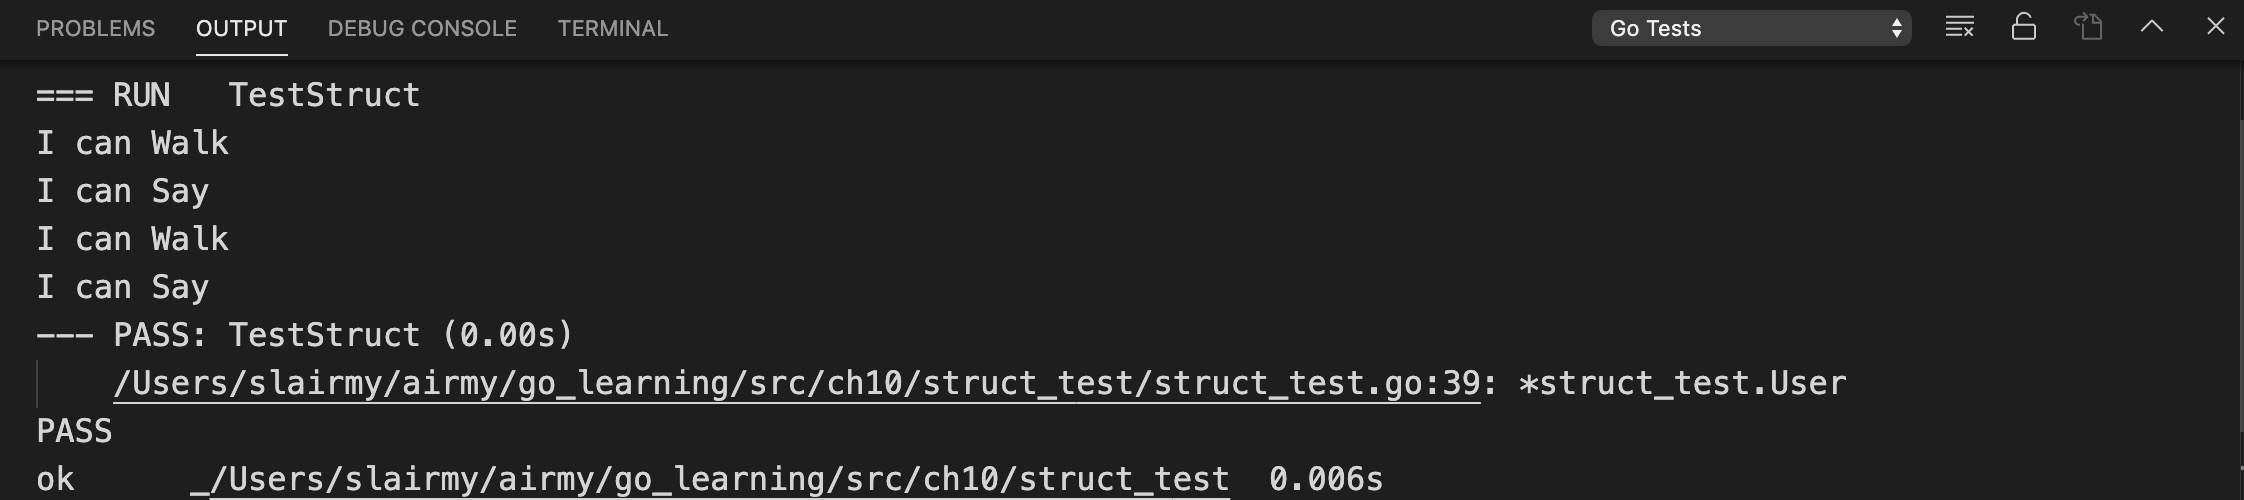 PROBLEMS OUTPUT DEBUG CONSOLE TERMINAL Go Tests
=== RUN   TestStruct
I can Walk
I can Say
I can Walk
I can Say
--- PASS: TestStruct (0.00s)
    /Users/slairmy/airmy/go_learning/src/ch10/struct_test/struct_test.go:39: *struct_test.User
PASS
ok      _/Users/slairmy/airmy/go_learning/src/ch10/struct_test  0.006s